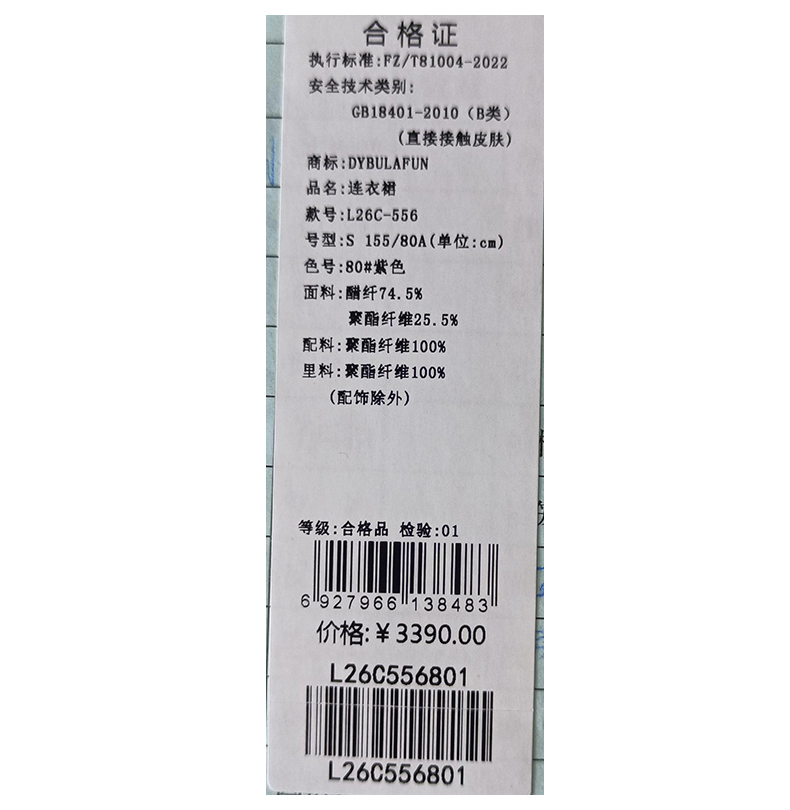 合格证
执行标准:FZ/T81004-2022
安全技术类别:
GB18401-2010（B类）
(直接接触皮肤)
商标:DYBULAFUN
品名:连衣裙
款号:L26C-556
号型:S 155/80A(单位:cm)
色号:80#紫色
面料:醋纤74.5%
聚酯纤维25.5%
配料:聚酯纤维100%
里料:聚酯纤维100%
(配饰除外)
等级:合格品 检验:01
6 927966 138483
价格:¥3390.00
L26C556801
L26C556801